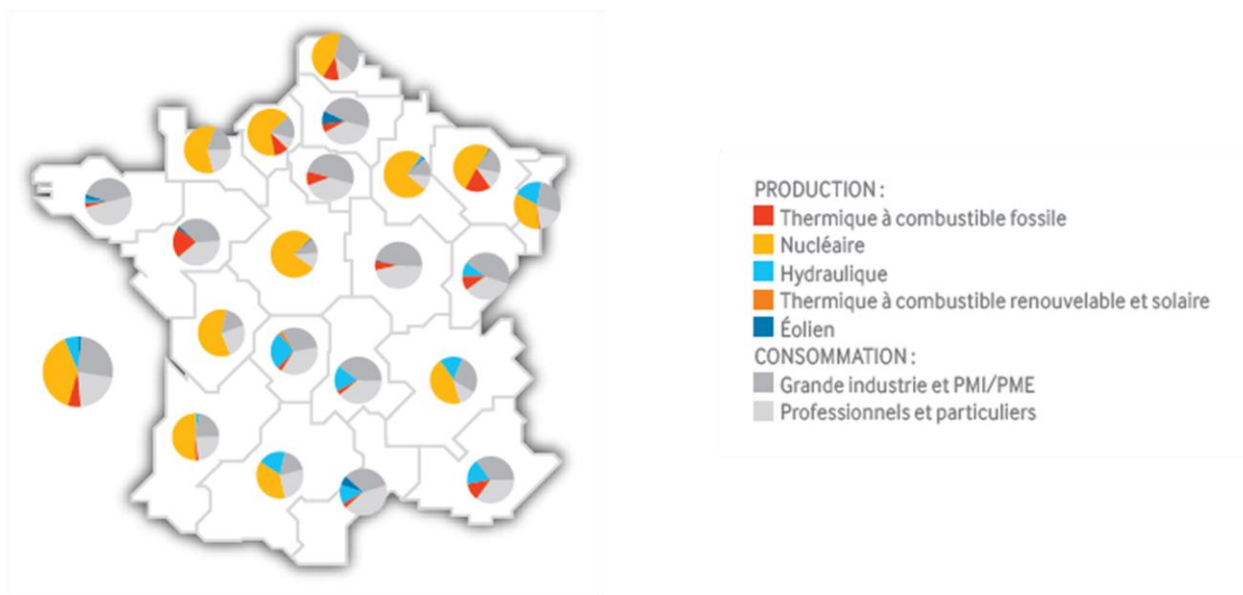 PRODUCTION :
Thermique à combustible fossile
Nucléaire
Hydraulique
Thermique à combustible renouvelable et solaire
Éolien
CONSOMMATION :
Grande industrie et PMI/PME
Professionnels et particuliers